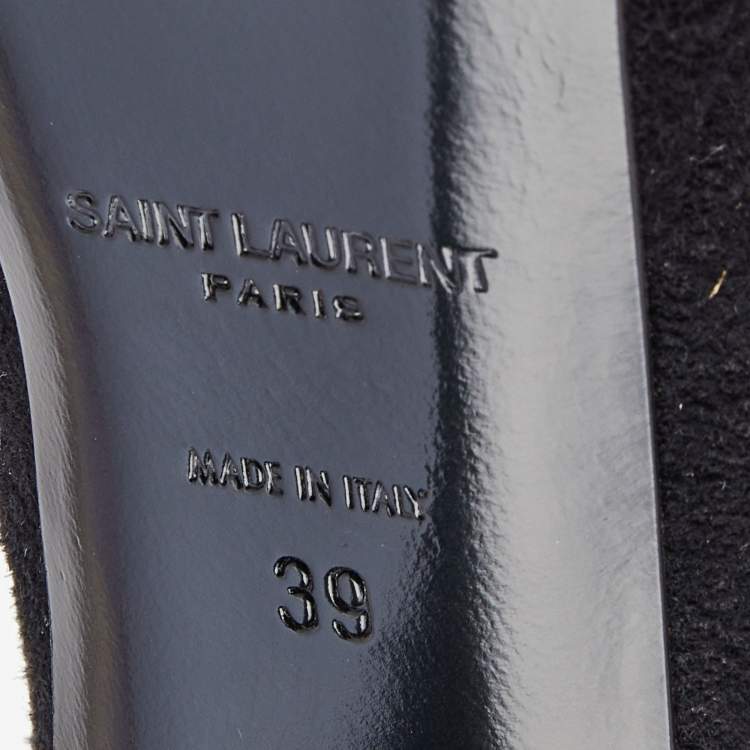 SAINT LAURENT
PARIS
MADE IN ITALY
39